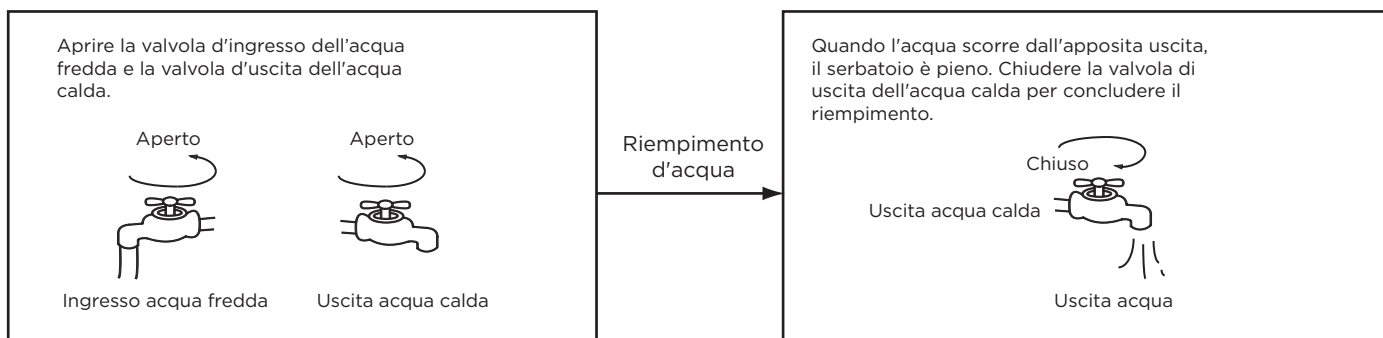 Aprire la valvola d'ingresso dell'acqua
fredda e la valvola d'uscita dell'acqua
calda.
Aperto
Aperto
Ingresso acqua fredda
Uscita acqua calda
Riempimento
d'acqua
Quando l'acqua scorre dall'apposita uscita,
il serbatoio è pieno. Chiudere la valvola di
uscita dell'acqua calda per concludere il
riempimento.
Chiuso
Uscita acqua calda
Uscita acqua